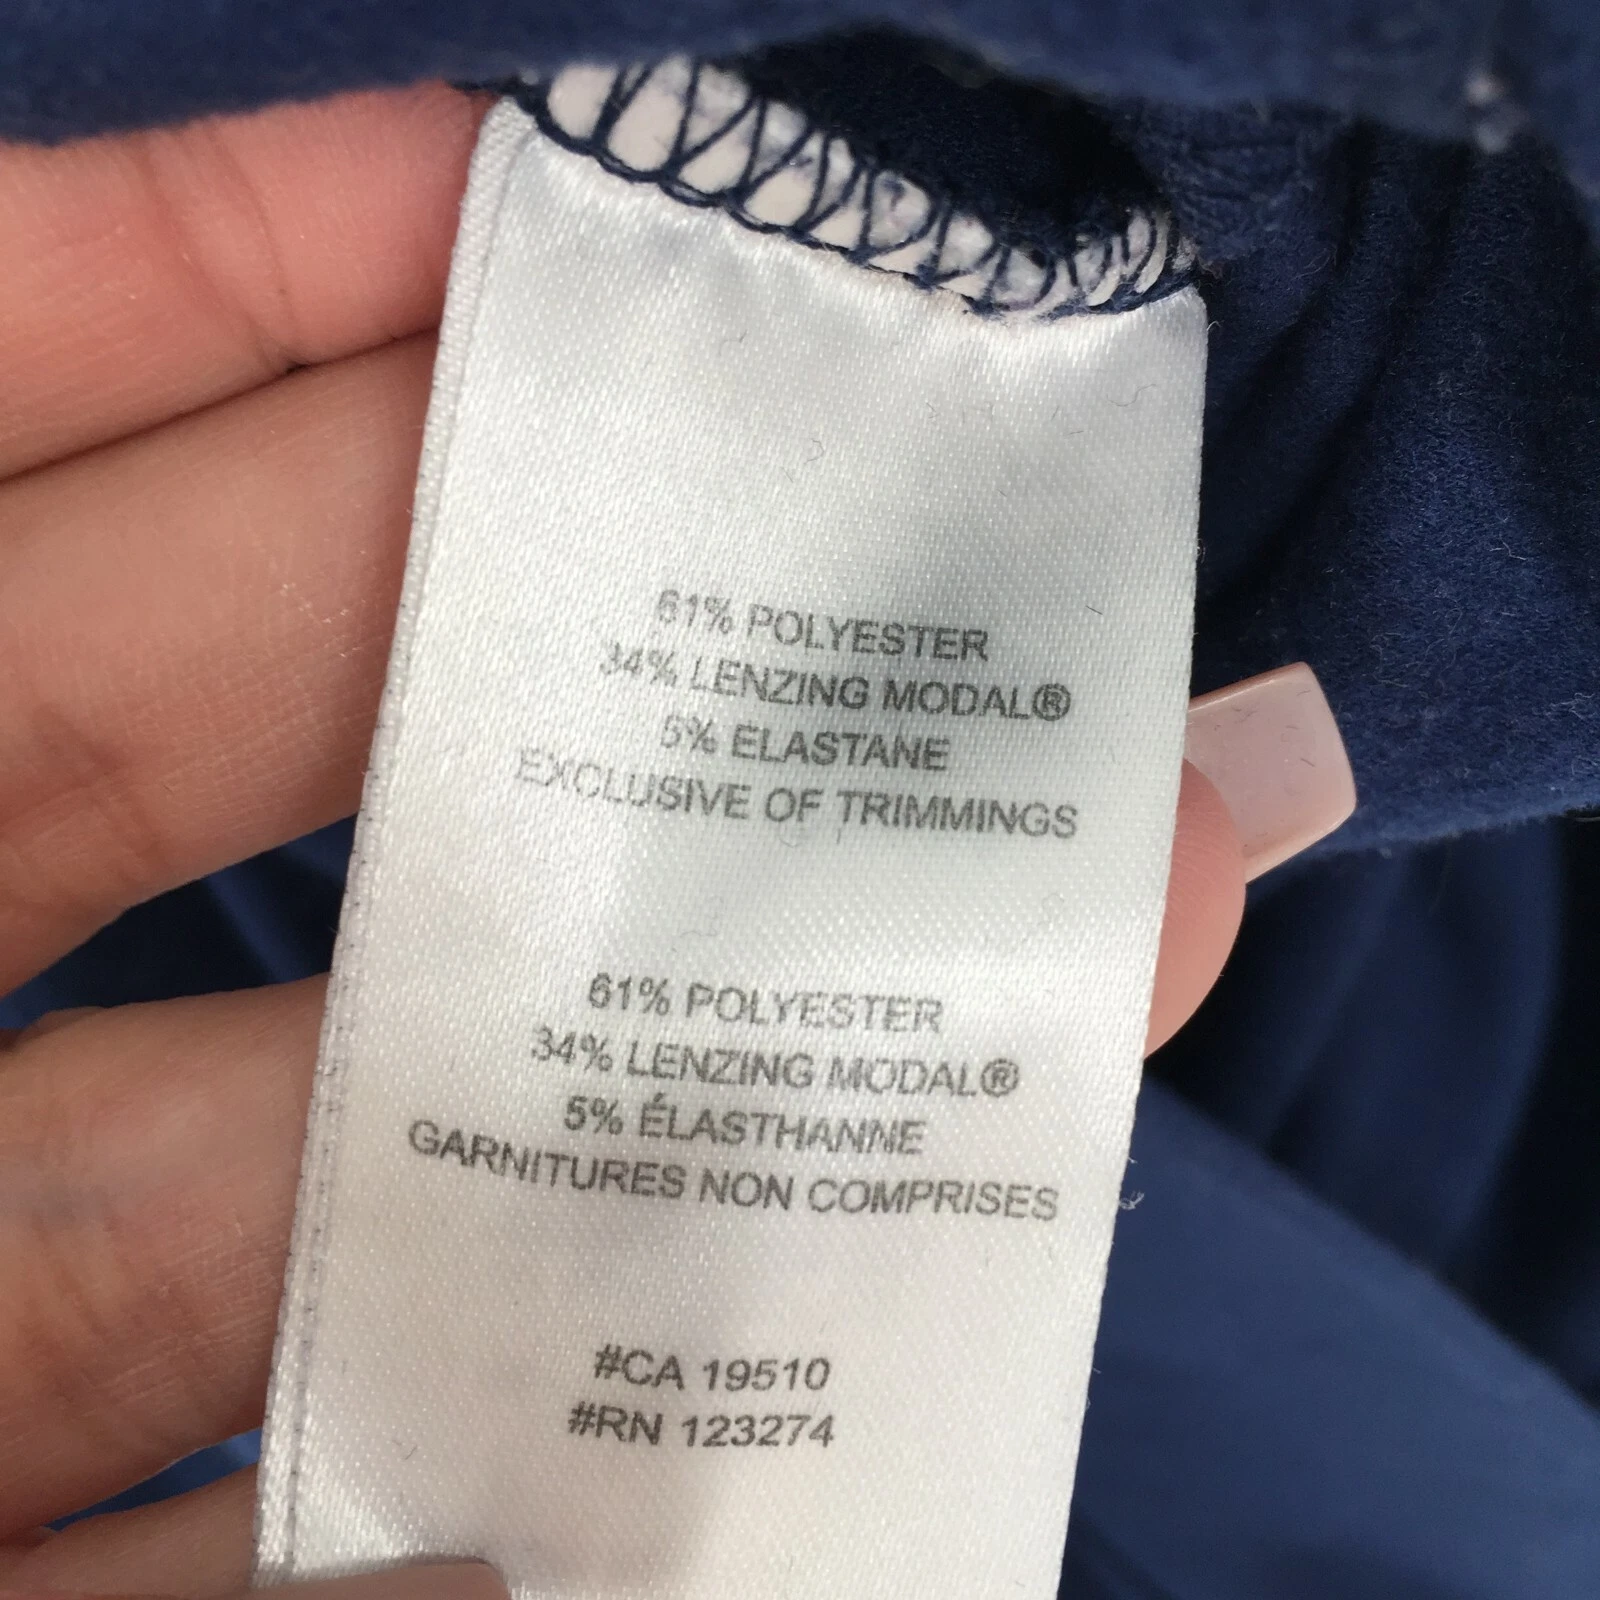 61% POLYESTER
34% LENZING MODAL®
5% ELASTANE
EXCLUSIVE OF TRIMMINGS
61% POLYESTER
34% LENZING MODAL®
5% ÉLASTHANNE
GARNITURES NON COMPRISES
#CA 19510
#RN 123274